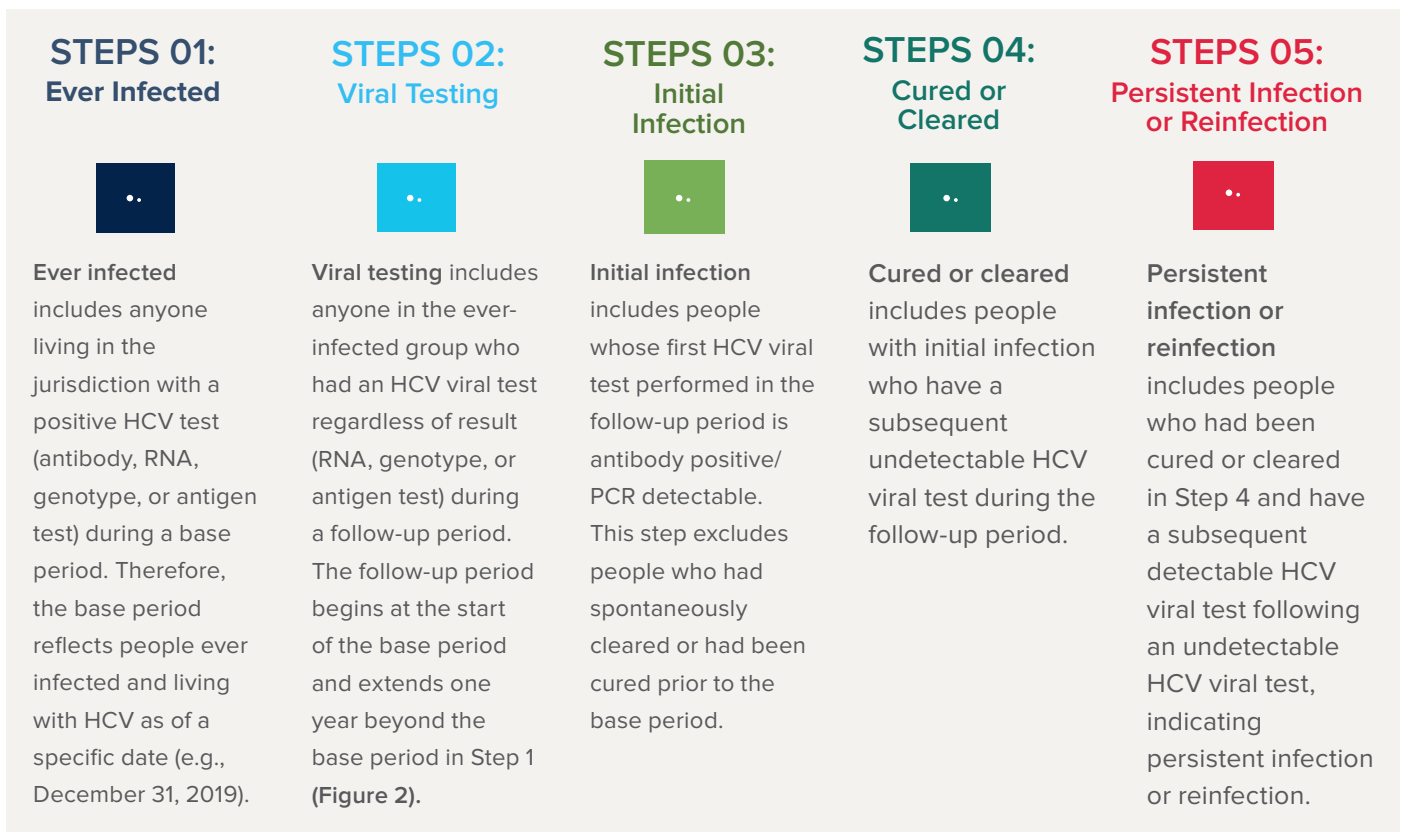 STEPS 01:
Ever Infected
Ever infected
includes anyone
living in the
jurisdiction with a
positive HCV test
(antibody, RNA,
genotype, or antigen
test) during a base
period. Therefore,
the base period
reflects people ever
infected and living
with HCV as of a
specific date (e.g.,
December 31, 2019).
STEPS 02:
Viral Testing
Viral testing includes
anyone in the ever-
infected group who
had an HCV viral test
regardless of result
(RNA, genotype, or
antigen test) during
a follow-up period.
The follow-up period
begins at the start
of the base period
and extends one
year beyond the
base period in Step 1
(Figure 2).
STEPS 03:
Initial
Infection
Initial infection
includes people
whose first HCV viral
test performed in the
follow-up period is
antibody positive/
PCR detectable.
This step excludes
people who had
spontaneously
cleared or had been
cured prior to the
base period.
STEPS 04:
Cured or
Cleared
Cured or cleared
includes people
with initial infection
who have a
subsequent
undetectable HCV
viral test during the
follow-up period.
STEPS 05:
Persistent Infection
or Reinfection
Persistent
infection or
reinfection
includes people
who had been
cured or cleared
in Step 4 and have
a subsequent
detectable HCV
viral test following
an undetectable
HCV viral test,
indicating
persistent infection
or reinfection.